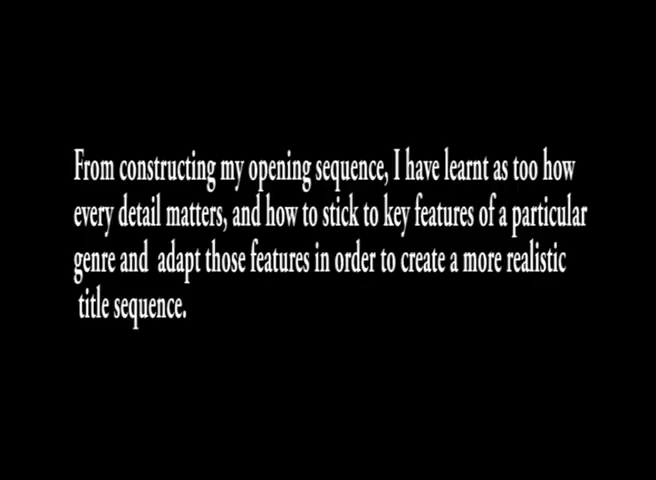 From constructing my opening sequence, I have learnt as too how
every detail matters, and how to stick to key features of a particular
genre and  adapt those features in order to create a more realistic
title sequence.